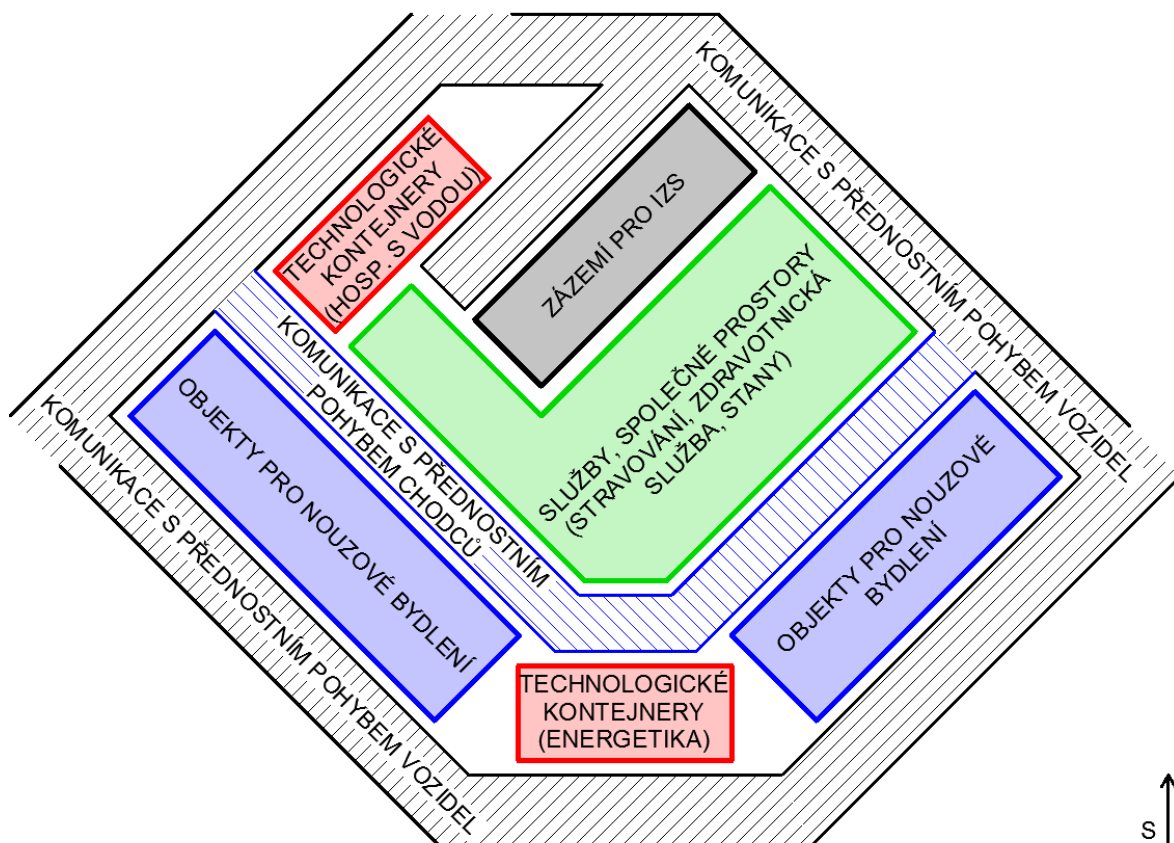 KOMUNIKACE S PŘEDNOSTNÍM POHYBEM VOZIDEL
TECHNOLOGICKÉ
KONTEJNERY
(HOSP. S VODOU)
ZÁZEMÍ PRO IZS
SLUŽBY, SPOLEČNÉ PROSTORY
(STRAVOVÁNÍ, ZDRAVOTNICKÁ
SLUŽBA, STANY)
KOMUNIKACE S PŘEDNOSTNÍM
POHYBEM CHODCŮ
OBJEKTY PRO NOUZOVÉ BYDLENÍ
KOMUNIKACE S PŘEDNOSTNÍM POHYBEM VOZIDEL
OBJEKTY PRO NOUZOVÉ
BYDLENÍ
TECHNOLOGICKÉ
KONTEJNERY
(ENERGETIKA)
S